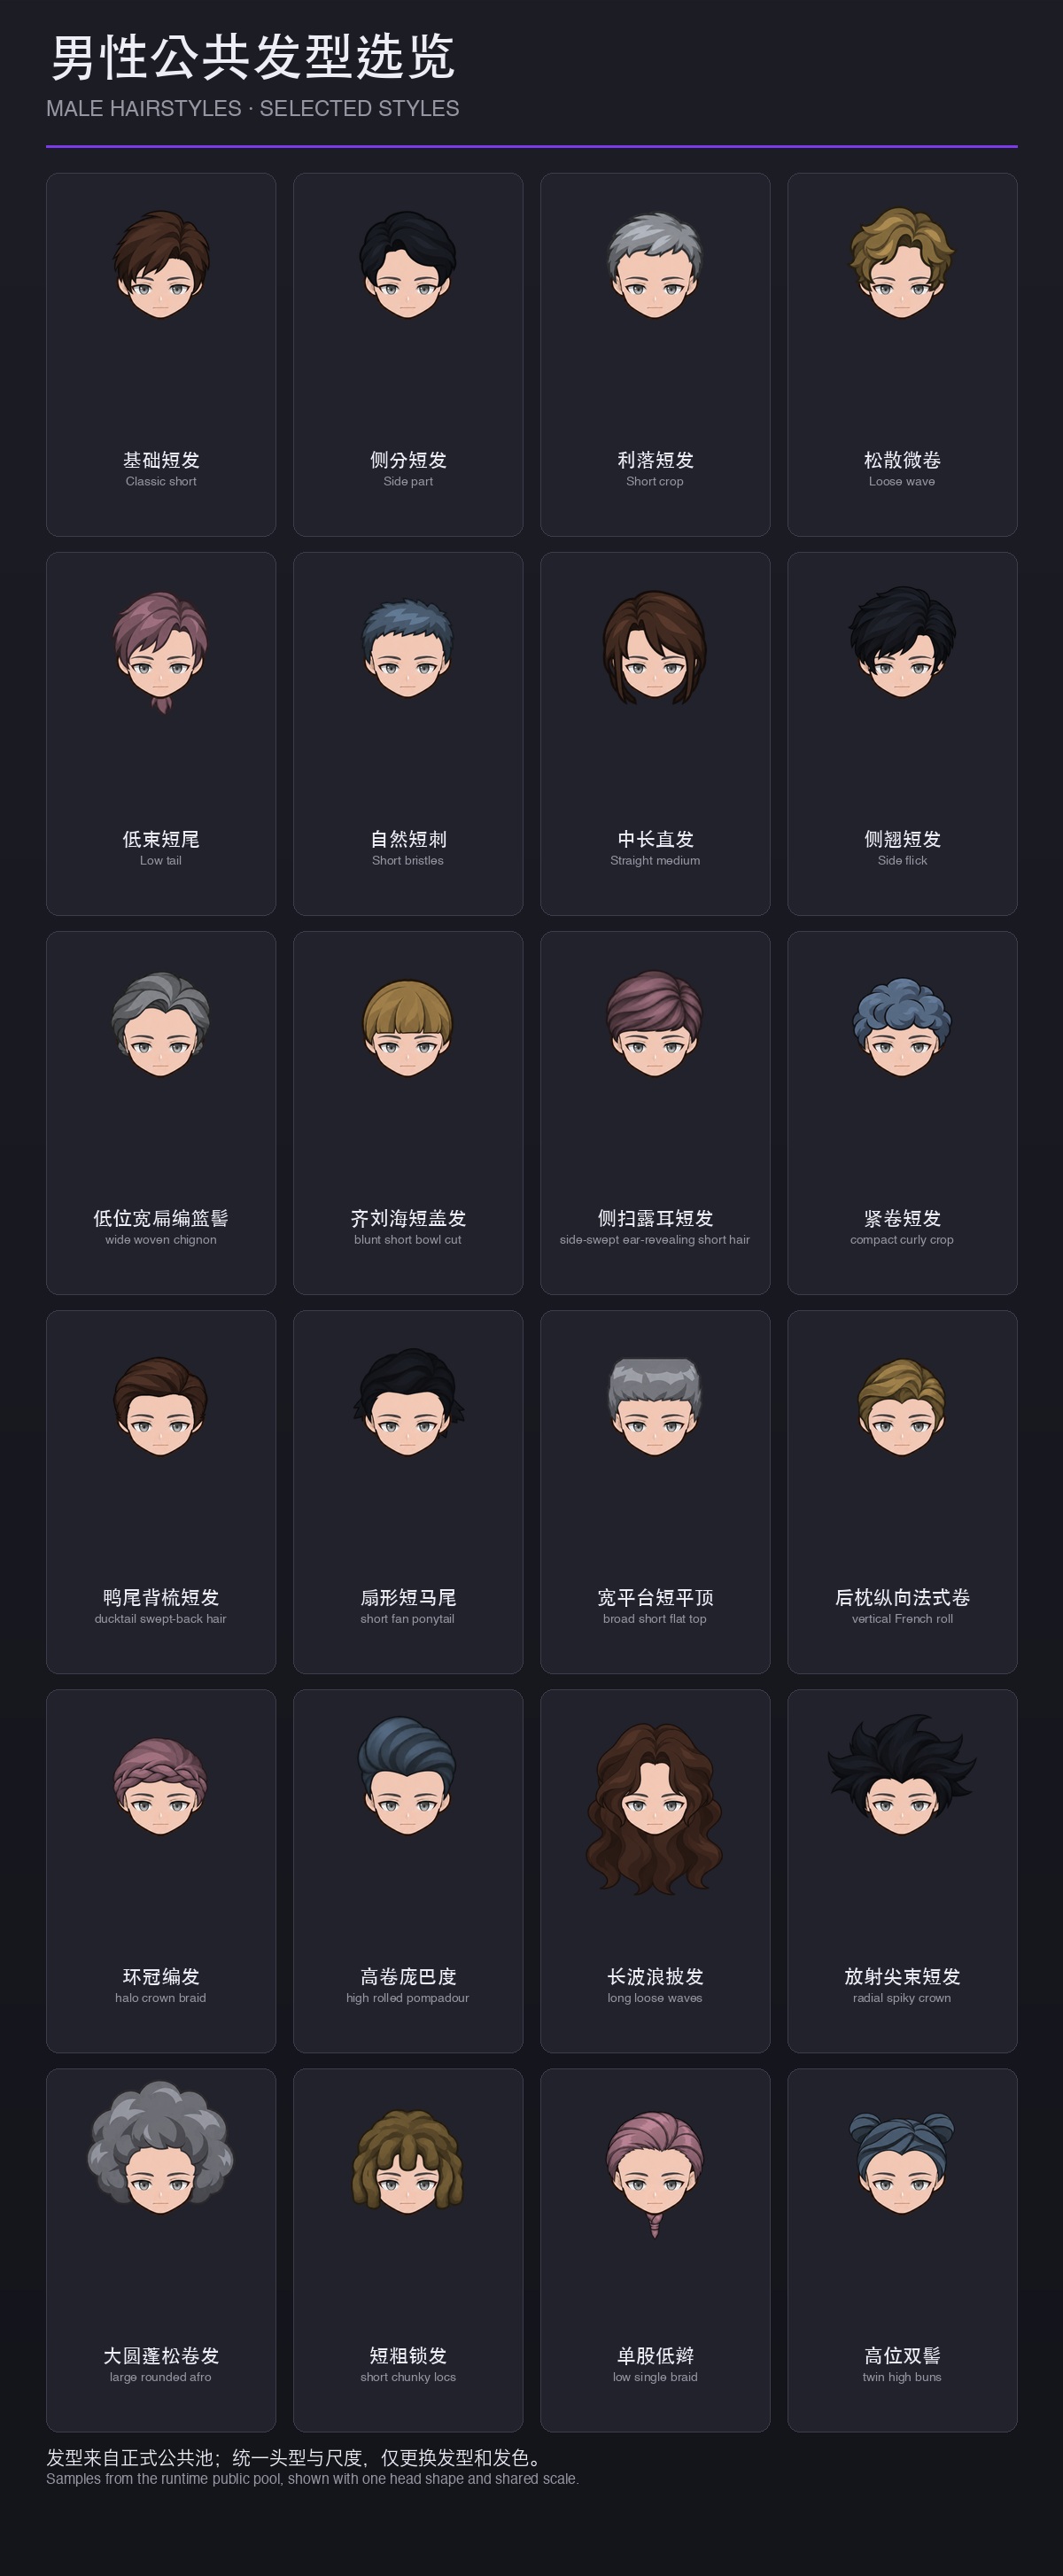 男性公共发型选览
MALE HAIRSTYLES · SELECTED STYLES
基础短发
Classic short
侧分短发
Side part
利落短发
Short crop
松散微卷
Loose wave
低束短尾
Low tail
自然短刺
Short bristles
中长直发
Straight medium
侧翘短发
Side flick
低位宽扁编篮髻
wide woven chignon
齐刘海短盖发
blunt short bowl cut
侧扫露耳短发
side-swept ear-revealing short hair
紧卷短发
compact curly crop
鸭尾背梳短发
ducktail swept-back hair
扇形短马尾
short fan ponytail
宽平台短平顶
broad short flat top
后枕纵向法式卷
vertical French roll
环冠编发
halo crown braid
高卷庞巴度
high rolled pompadour
长波浪披发
long loose waves
放射尖束短发
radial spiky crown
大圆蓬松卷发
large rounded afro
短粗锁发
short chunky locs
单股低辫
low single braid
高位双髻
twin high buns
发型来自正式公共池；统一头型与尺度，仅更换发型和发色。
Samples from the runtime public pool, shown with one head shape and shared scale.